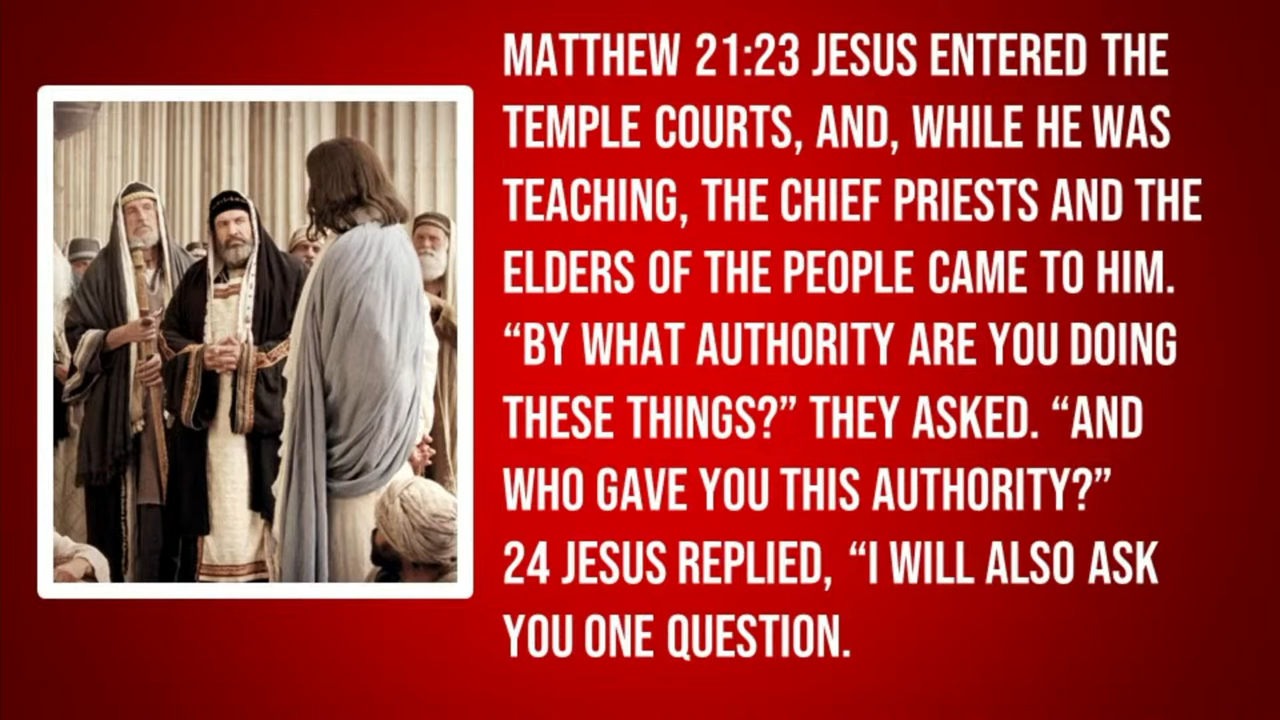 MATTHEW 21:23 JESUS ENTERED THE
TEMPLE COURTS, AND, WHILE HE WAS
TEACHING, THE CHIEF PRIESTS AND THE
ELDERS OF THE PEOPLE CAME TO HIM.
“BY WHAT AUTHORITY ARE YOU DOING
THESE THINGS?” THEY ASKED. “AND
WHO GAVE YOU THIS AUTHORITY?”
24 JESUS REPLIED, “I WILL ALSO ASK
YOU ONE QUESTION.